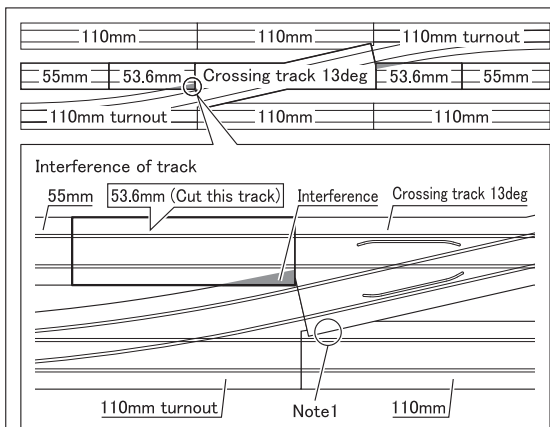 110mm 110mm 110mm turnout
55mm 53.6mm Crossing track 13deg 53.6mm 55mm
110mm turnout 110mm 110mm
Interference of track
55mm 53.6mm (Cut this track) Interference Crossing track 13deg
110mm turnout Note1 110mm